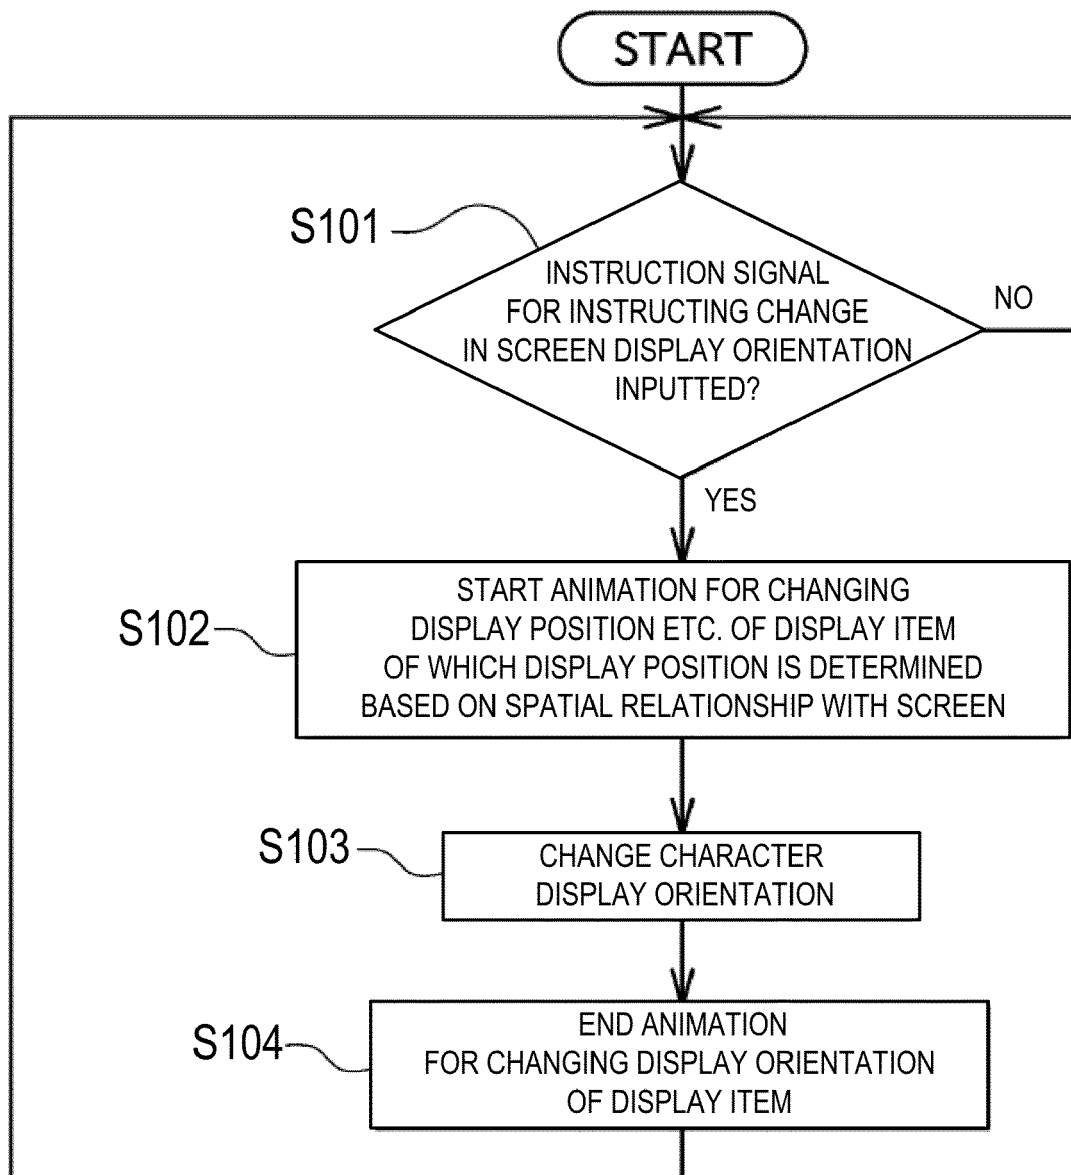 START
S101
INSTRUCTION SIGNAL
FOR INSTRUCTING CHANGE
IN SCREEN DISPLAY ORIENTATION
INPUTTED?
NO
YES
S102
START ANIMATION FOR CHANGING
DISPLAY POSITION ETC. OF DISPLAY ITEM
OF WHICH DISPLAY POSITION IS DETERMINED
BASED ON SPATIAL RELATIONSHIP WITH SCREEN
S103
CHANGE CHARACTER
DISPLAY ORIENTATION
S104
END ANIMATION
FOR CHANGING DISPLAY ORIENTATION
OF DISPLAY ITEM